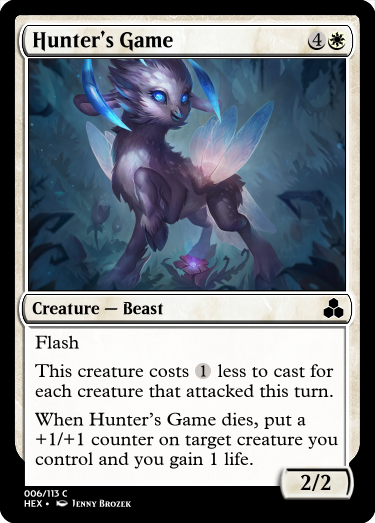 Hunter's Game 4
Creature — Beast
Flash
This creature costs 1 less to cast for
each creature that attacked this turn.
When Hunter's Game dies, put a
+1/+1 counter on target creature you
control and you gain 1 life.
2/2
006/113 C
HEX • Jenny Brozek